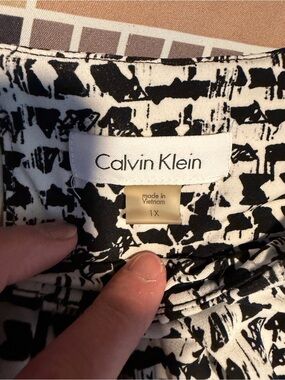 Calvin Klein
made in
Vietnam
1X